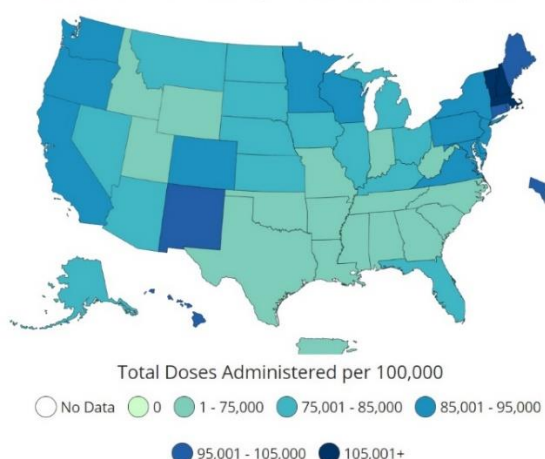 Total Doses Administered per 100,000
No Data 0 1 - 75,000 75,001 - 85,000 85,001 - 95,000
95,001 - 105,000 105,001+